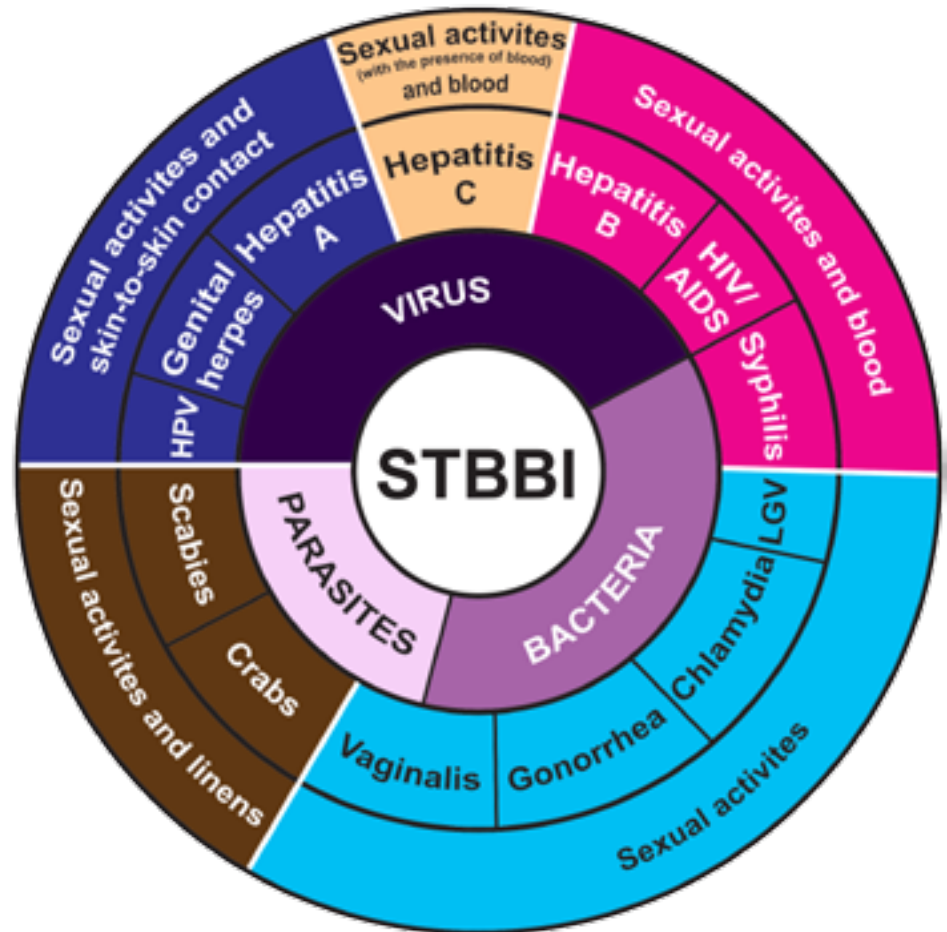 Sexual activites
(with the presence of blood)
and blood
Hepatitis
C
Sexual activites and blood
Hepatitis
B
HIV/
AIDS
Syphilis
Sexual activites
LGV
Chlamydia
Gonorrhea
Vaginalis
Sexual activites and linens
Crabs
Scabies
Sexual activites and
skin-to-skin contact
HPV
Genital
herpes
Hepatitis
A
VIRUS
BACTERIA
PARASITES
STBBI